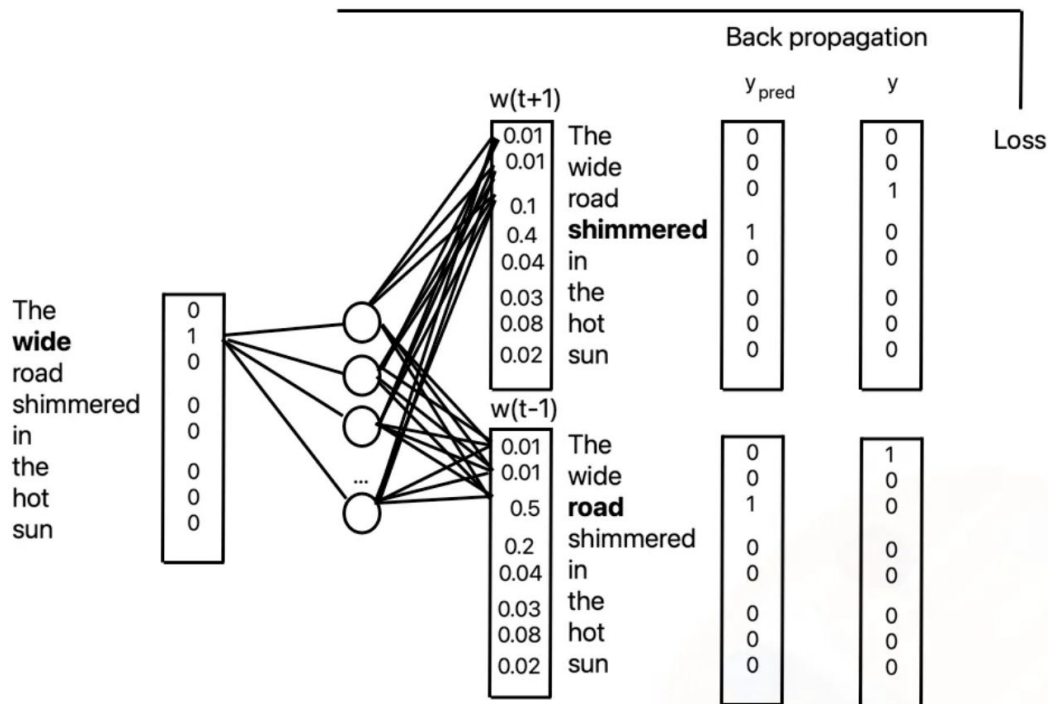 Back propagation
y pred
y
Loss
The
wide
road
shimmered
in
the
hot
sun
0
1
0
0
0
0
0
0
...
w(t+1)
0.01 The 0 0
0.01 wide 0 0
0.1 road 0 1
0.4 shimmered 1 0
0.04 in 0 0
0.03 the 0 0
0.08 hot 0 0
0.02 sun 0 0
w(t-1)
0.01 The 0 1
0.01 wide 0 0
0.5 road 1 0
0.2 shimmered 0 0
0.04 in 0 0
0.03 the 0 0
0.08 hot 0 0
0.02 sun 0 0